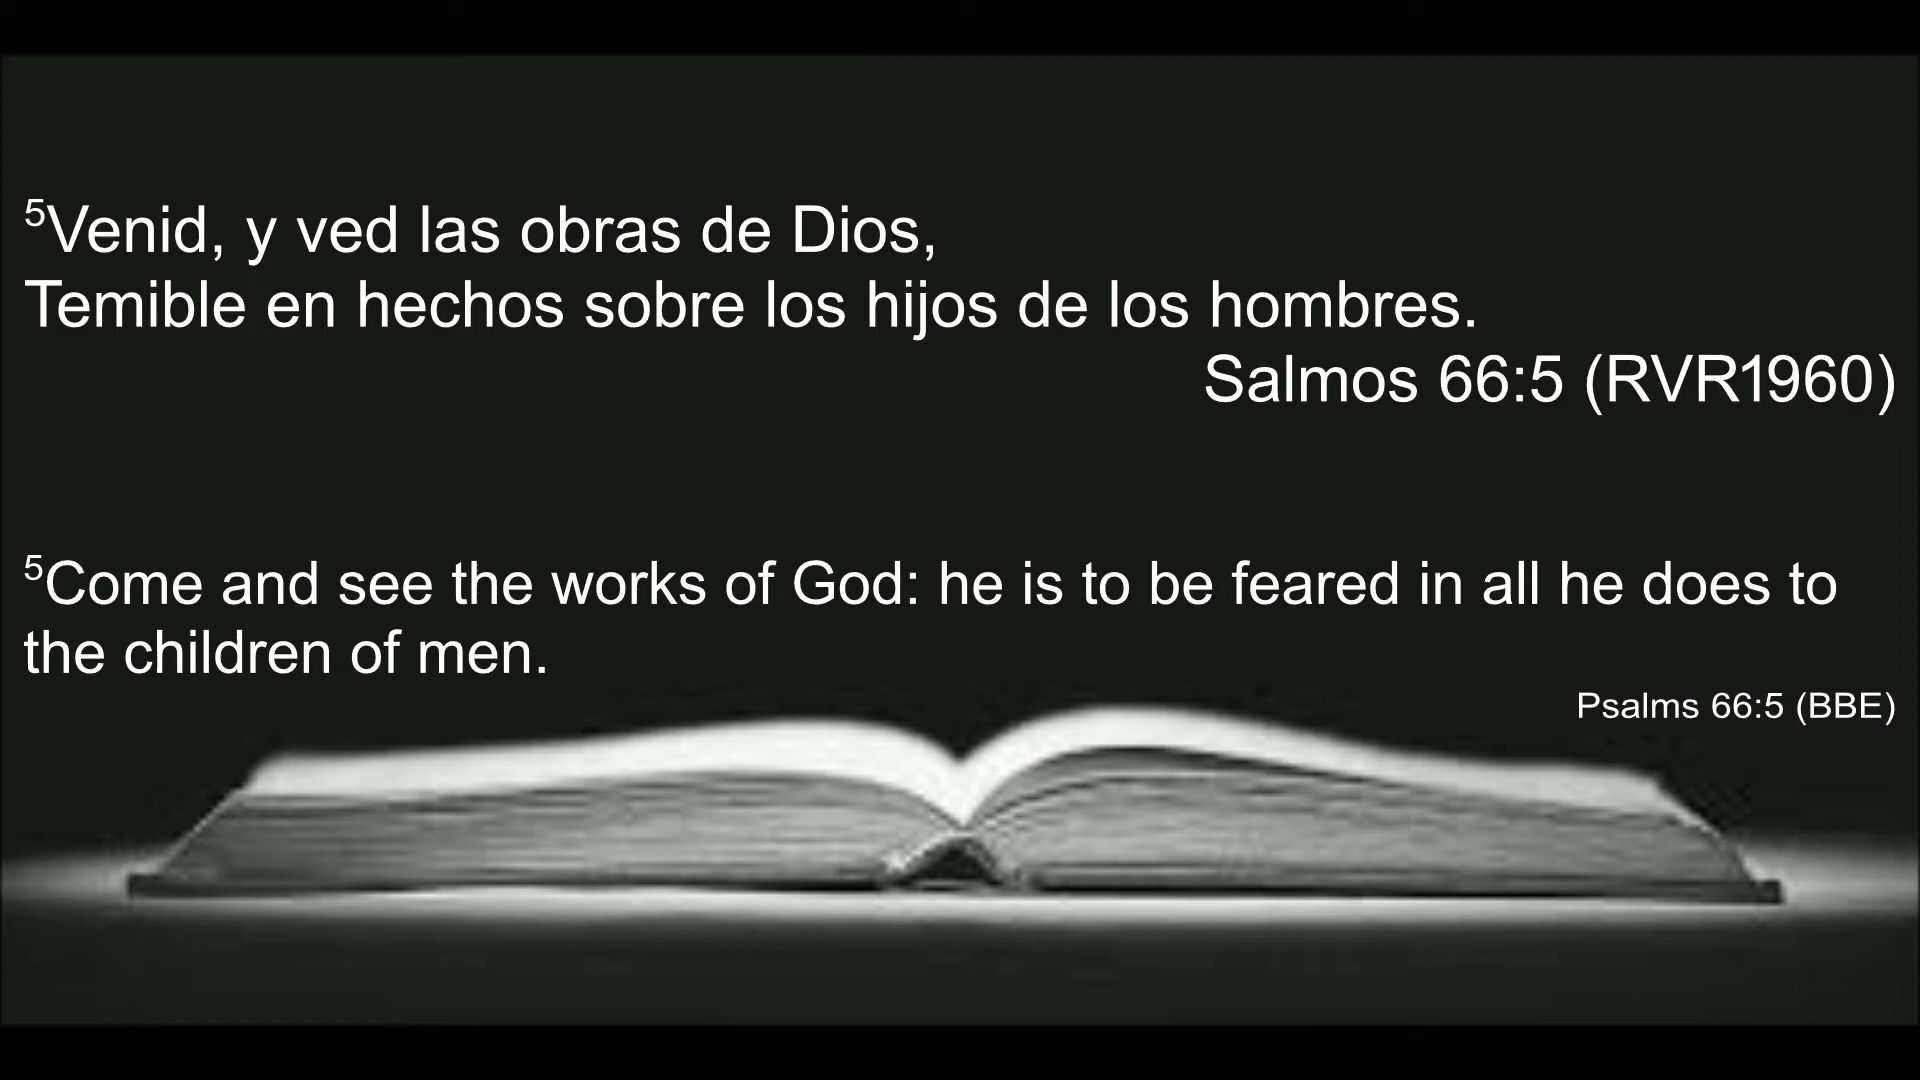 ⁵Venid, y ved las obras de Dios,
Temible en hechos sobre los hijos de los hombres.
Salmos 66:5 (RVR1960)
⁵Come and see the works of God: he is to be feared in all he does to
the children of men.
Psalms 66:5 (BBE)